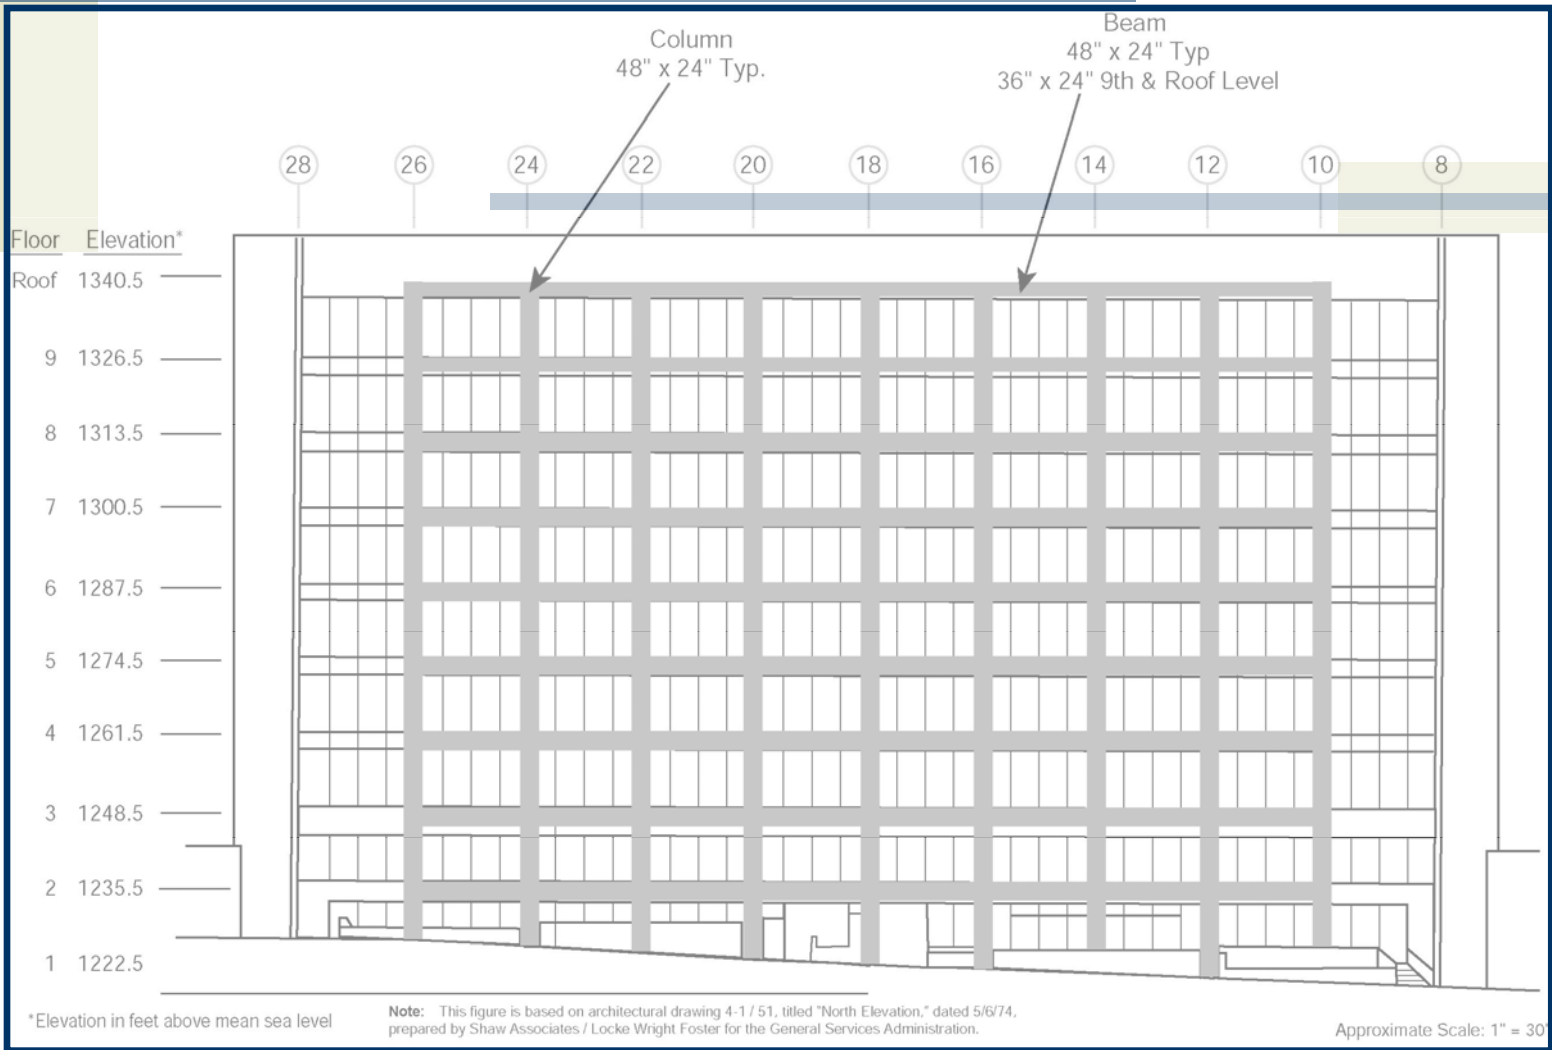 Column
48" x 24" Typ.
Beam
48" x 24" Typ
36" x 24" 9th & Roof Level
28 26 24 22 20 18 16 14 12 10 8
Floor Elevation*
Roof 1340.5
9 1326.5
8 1313.5
7 1300.5
6 1287.5
5 1274.5
4 1261.5
3 1248.5
2 1235.5
1 1222.5
*Elevation in feet above mean sea level
Note: This figure is based on architectural drawing 4-1 / 51, titled "North Elevation," dated 5/6/74,
prepared by Shaw Associates / Locke Wright Foster for the General Services Administration.
Approximate Scale: 1" = 30'